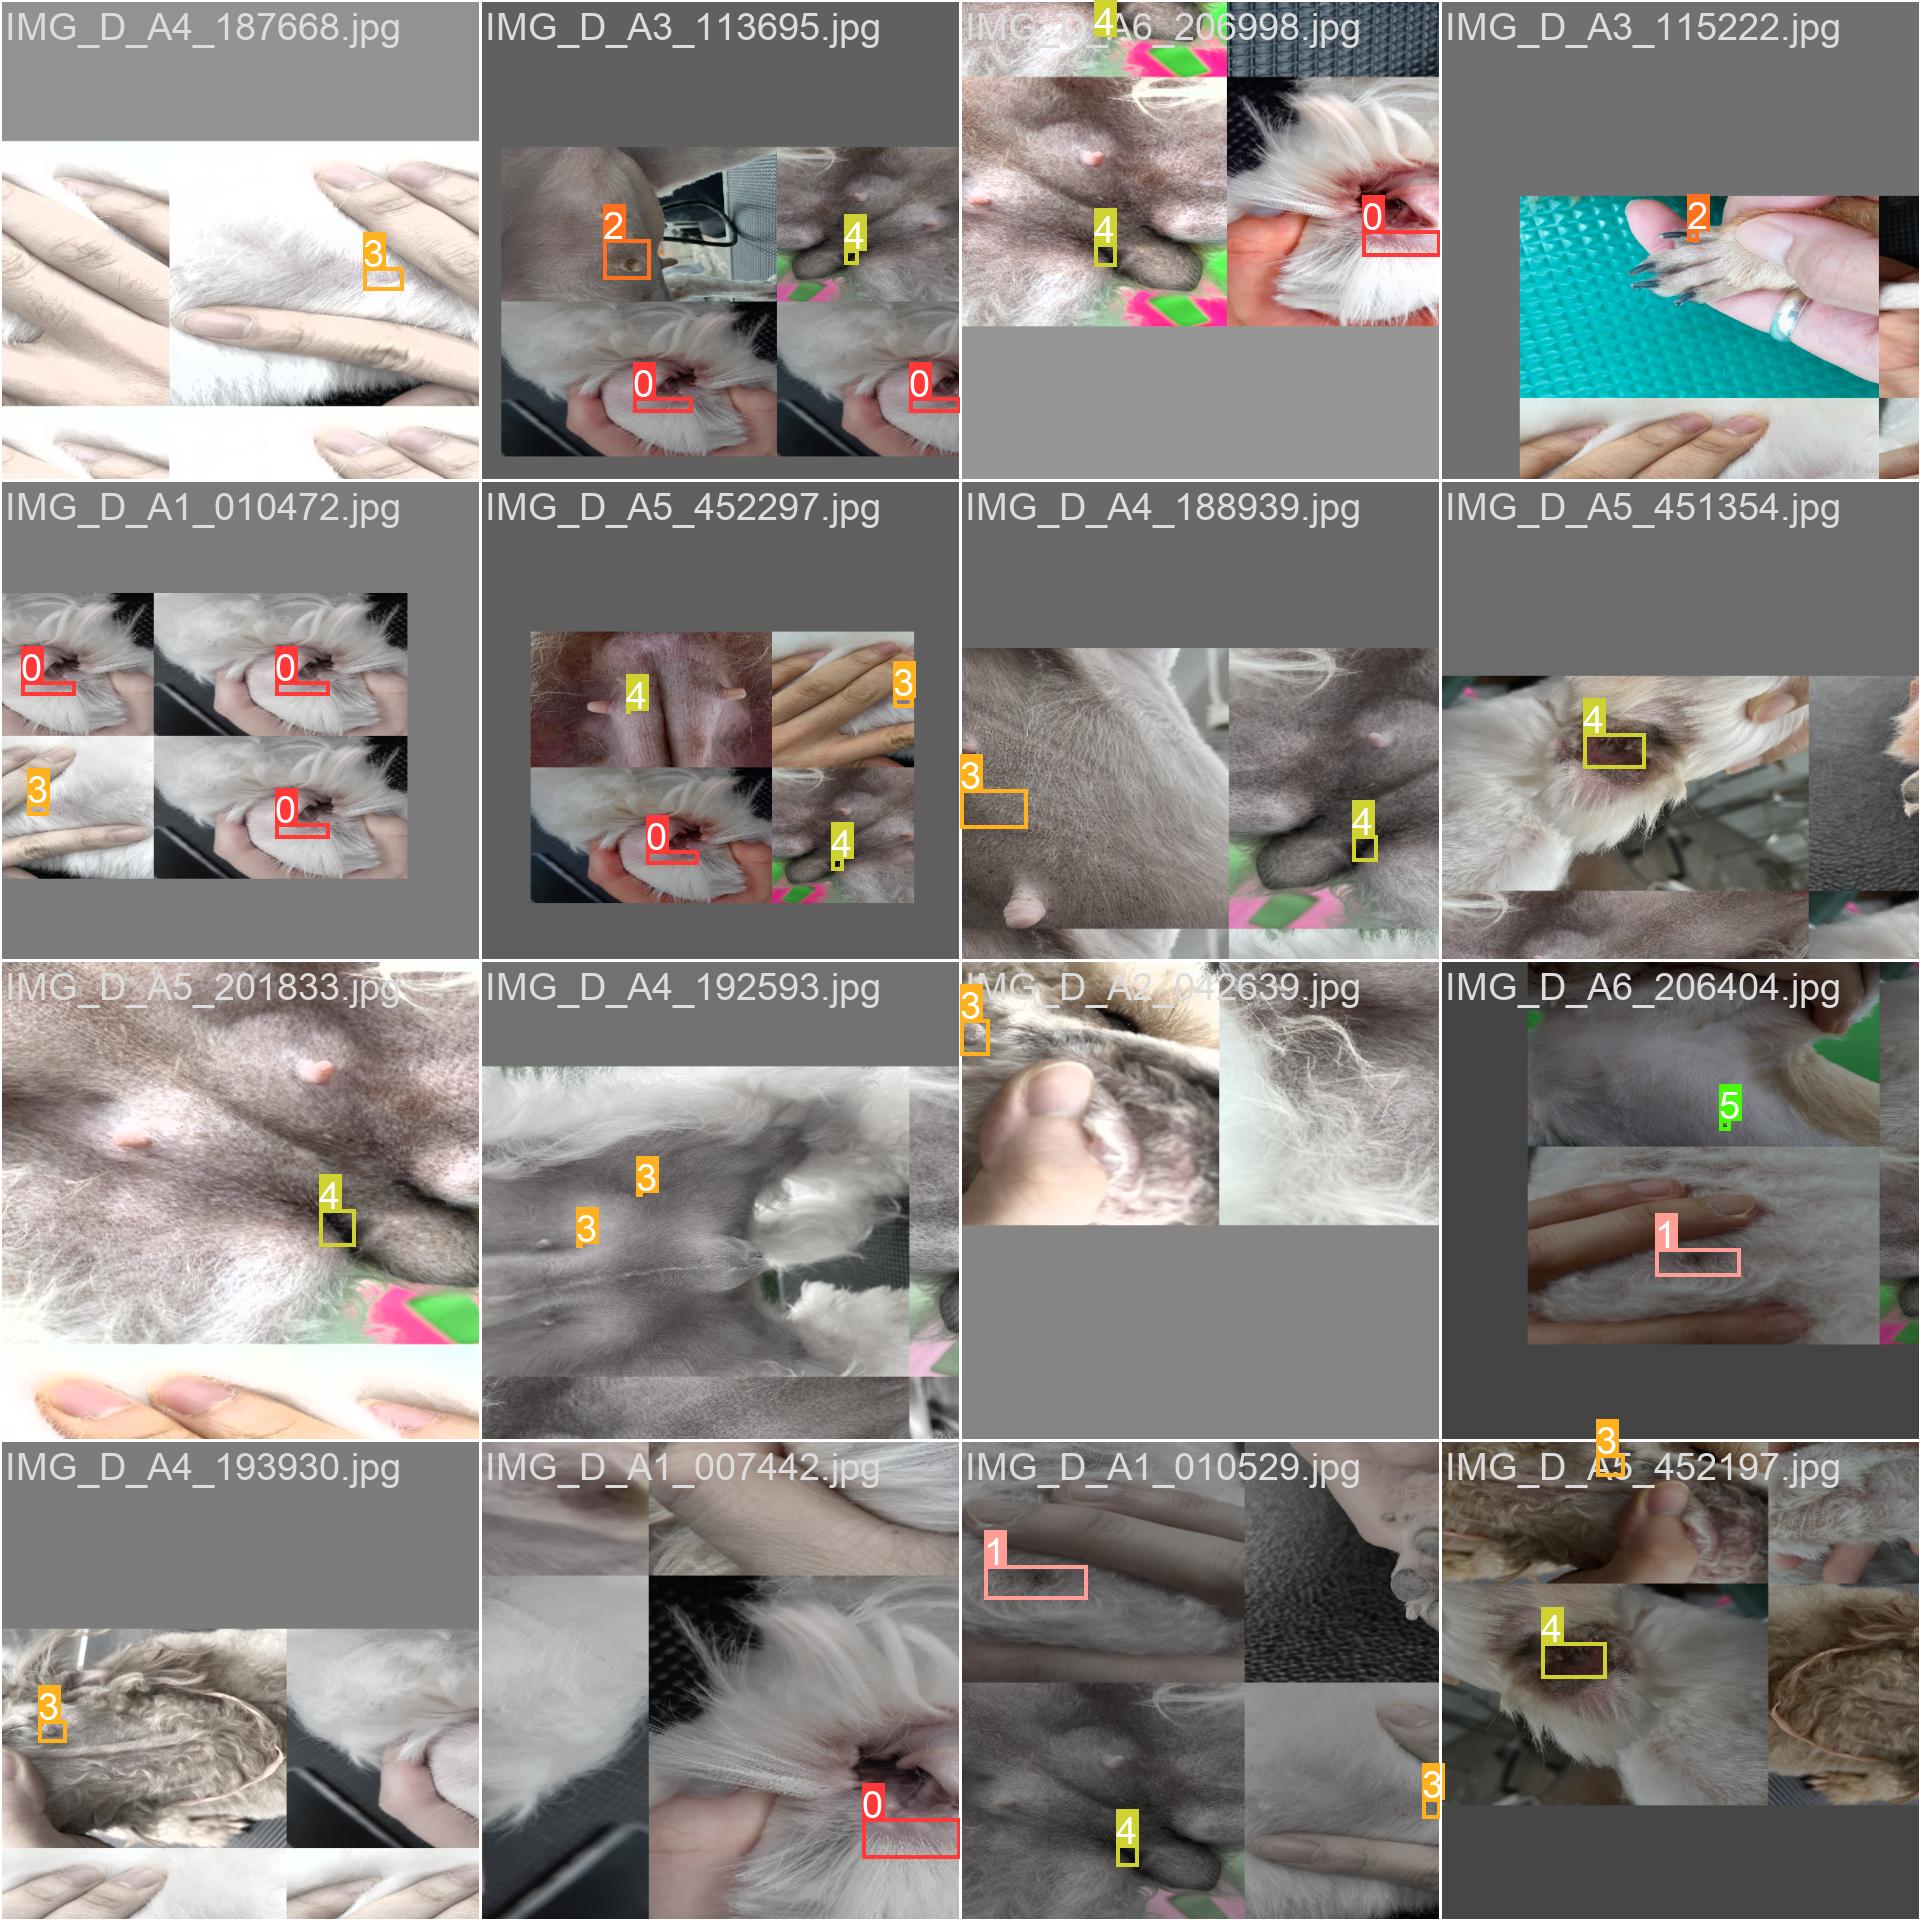 IMG_D_A4_187668.jpg
IMG_D_A3_113695.jpg
IMG_D_A6_206998.jpg
IMG_D_A3_115222.jpg
4
3
2
4
0
0
4
0
2
IMG_D_A1_010472.jpg
IMG_D_A5_452297.jpg
IMG_D_A4_188939.jpg
IMG_D_A5_451354.jpg
0
0
3
0
4
3
0
4
3
4
4
IMG_D_A5_201833.jpg
IMG_D_A4_192593.jpg
IMG_D_A2_042639.jpg
IMG_D_A6_206404.jpg
4
3
3
3
5
1
IMG_D_A4_193930.jpg
IMG_D_A1_007442.jpg
IMG_D_A1_010529.jpg
IMG_D_A5_452197.jpg
3
0
1
4
3
3
4